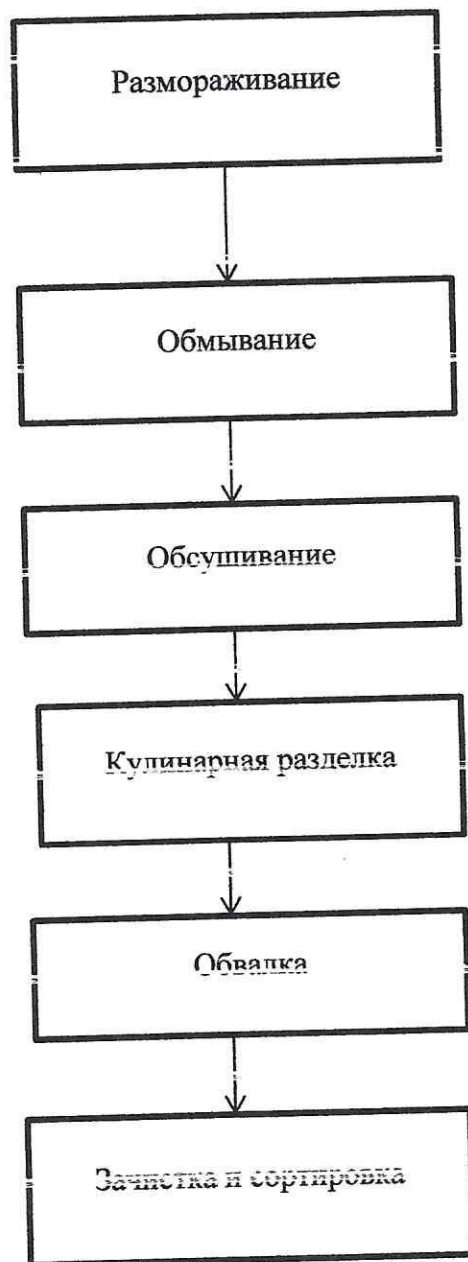 Размораживание
Обмывание
Обсушивание
Кулинарная разделка
Обвалка
Зачистка и сортировка